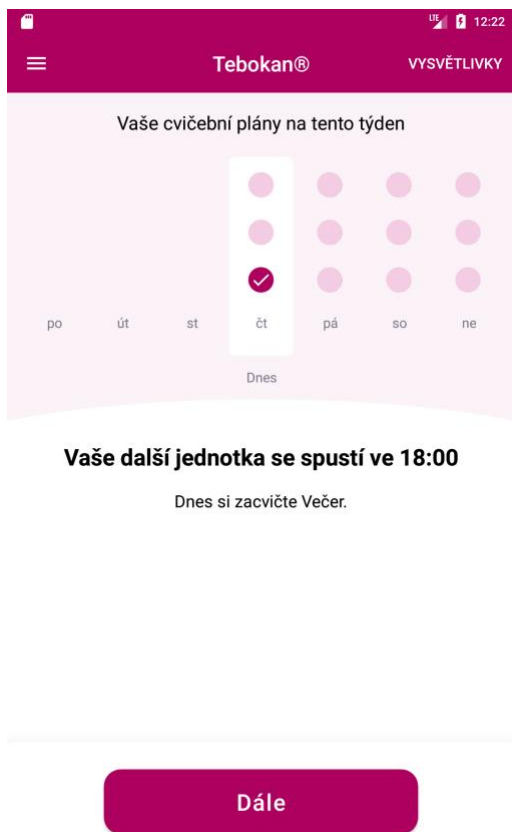 LTE 12:22
Tebokan® VYSVĚTLIVKY
Vaše cvičební plány na tento týden
po út st čt pá so ne
Dnes
Vaše další jednotka se spustí ve 18:00
Dnes si zacvičte Večer.
Dále